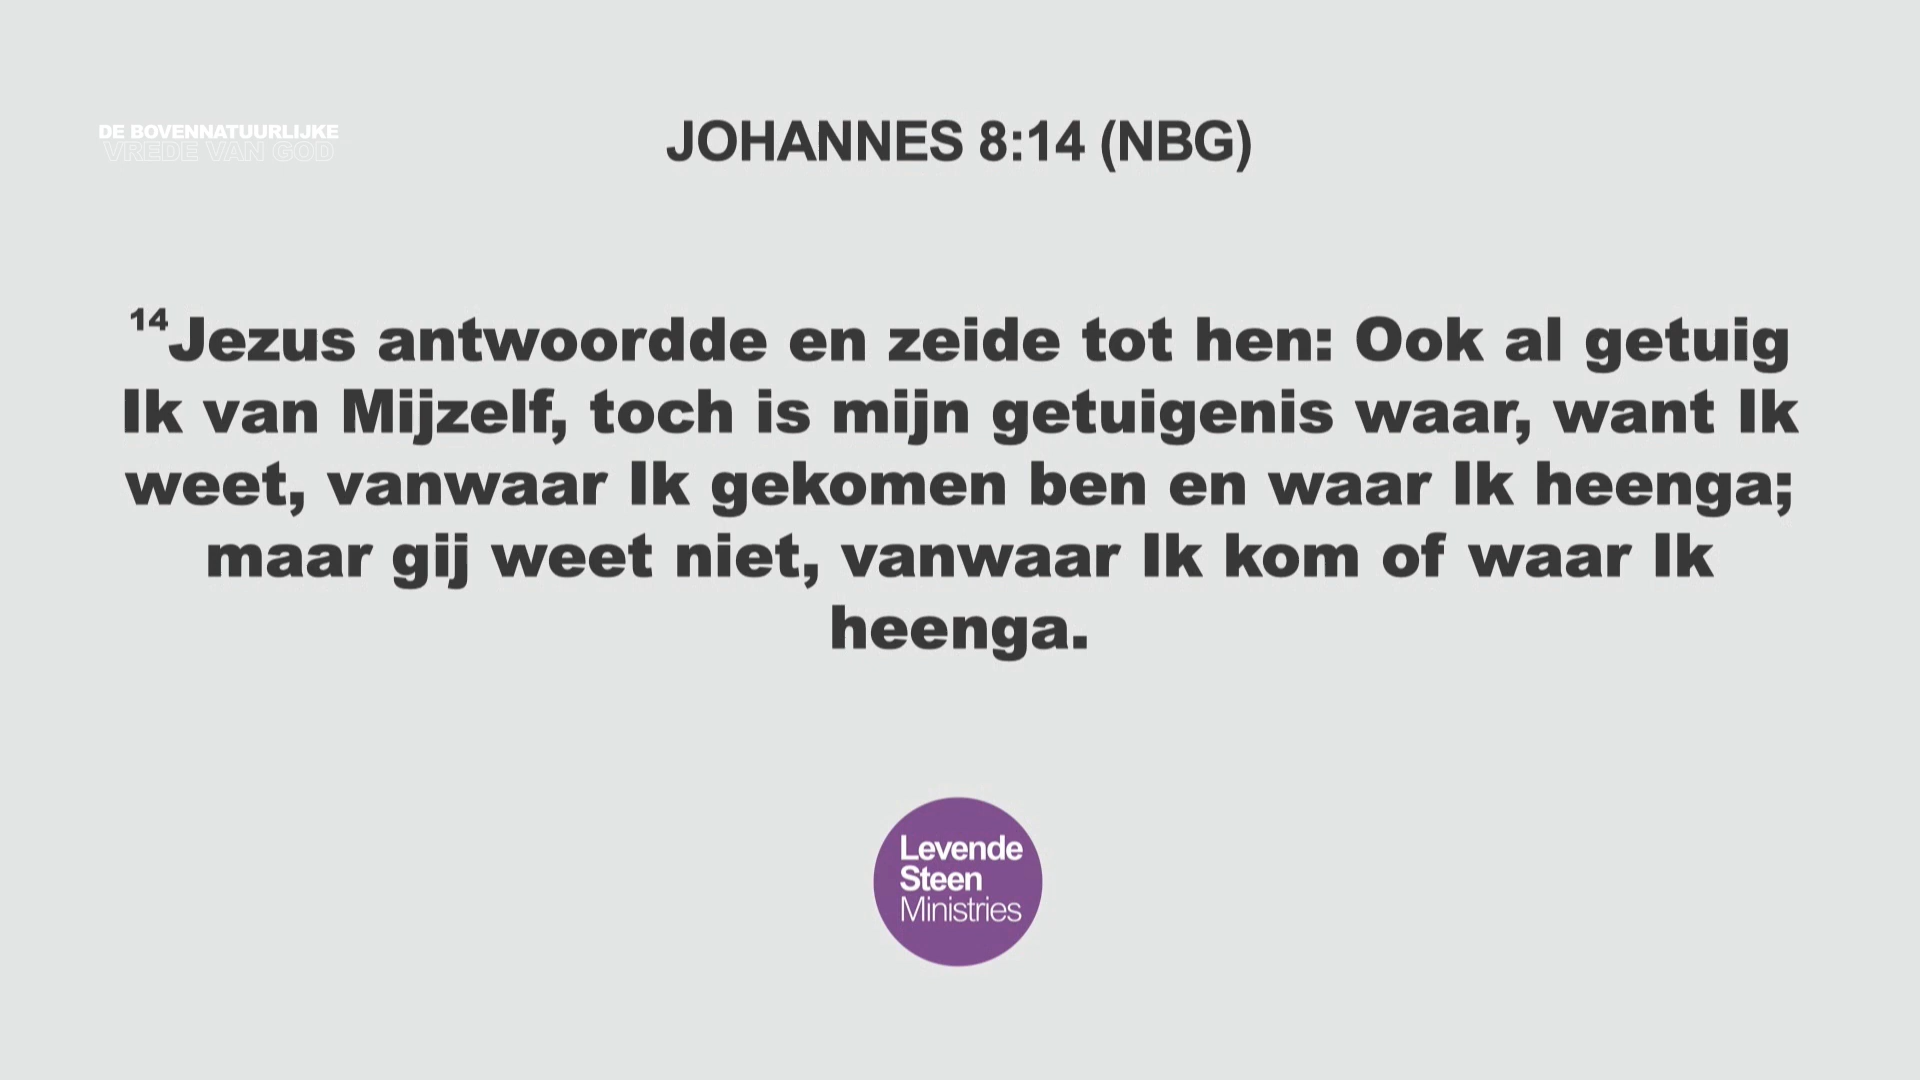 DE BOVENNATUURLIJKE
VREDE VAN GOD
JOHANNES 8:14 (NBG)
14Jezus antwoordde en zeide tot hen: Ook al getuig
Ik van Mijzelf, toch is mijn getuigenis waar, want Ik
weet, vanwaar Ik gekomen ben en waar Ik heenga;
maar gij weet niet, vanwaar Ik kom of waar Ik
heenga.
Levende
Steen
Ministries